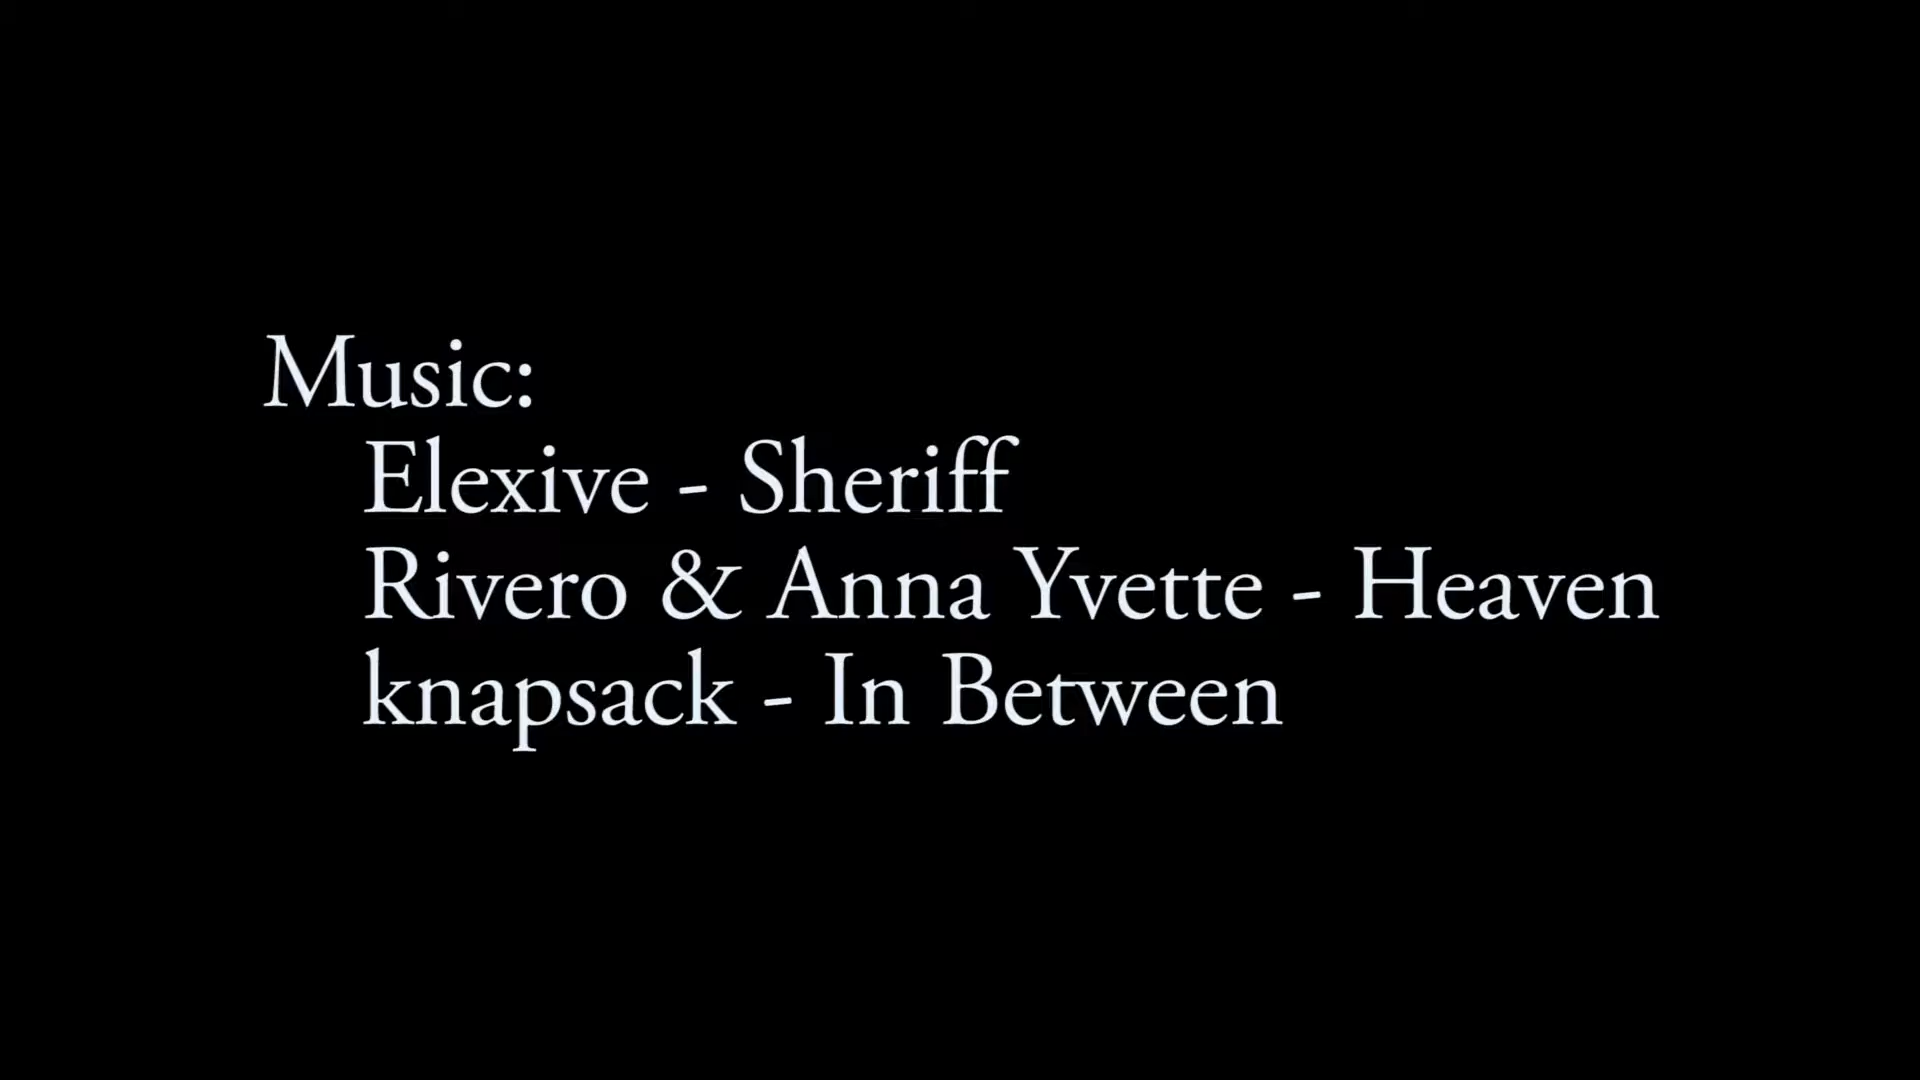 Music:
Elexive - Sheriff
Rivero & Anna Yvette - Heaven
knapsack - In Between